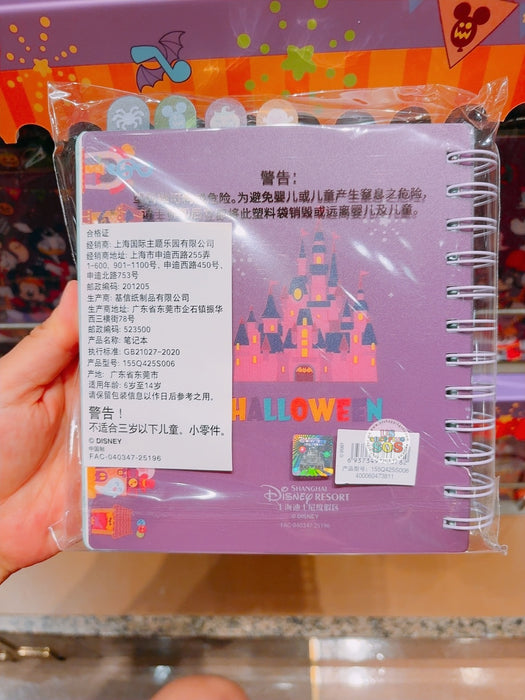 警告！
危险。为避免婴儿或儿童产生窒息之危险，
将此塑料袋销毁或远离婴儿及儿童。
合格证
经销商：上海国际主题乐园有限公司
经销商地址：上海市申迪西路255弄
1-600, 901-1100号、申迪西路450号、
申迪北路753号
邮政编码：201205
生产商：基信纸制品有限公司
生产商地址：广东省东莞市企石镇振华
西三横街78号
邮政编码：523500
产品名称：笔记本
执行标准：GB21027-2020
产品型号：155Q425S006
产地：广东省东莞市
适用年龄：6岁至14岁
请保留包装信息以作日后参考之用。
警告！
不适合三岁以下儿童、小零件。
© DISNEY
中国制
FAC-040347-25196
HALLOWEEN
产品型号：155Q425S006
400060473811
SHANGHAI
DISNEY RESORT
上海迪士尼度假区
© DISNEY
FAC-040347-25196